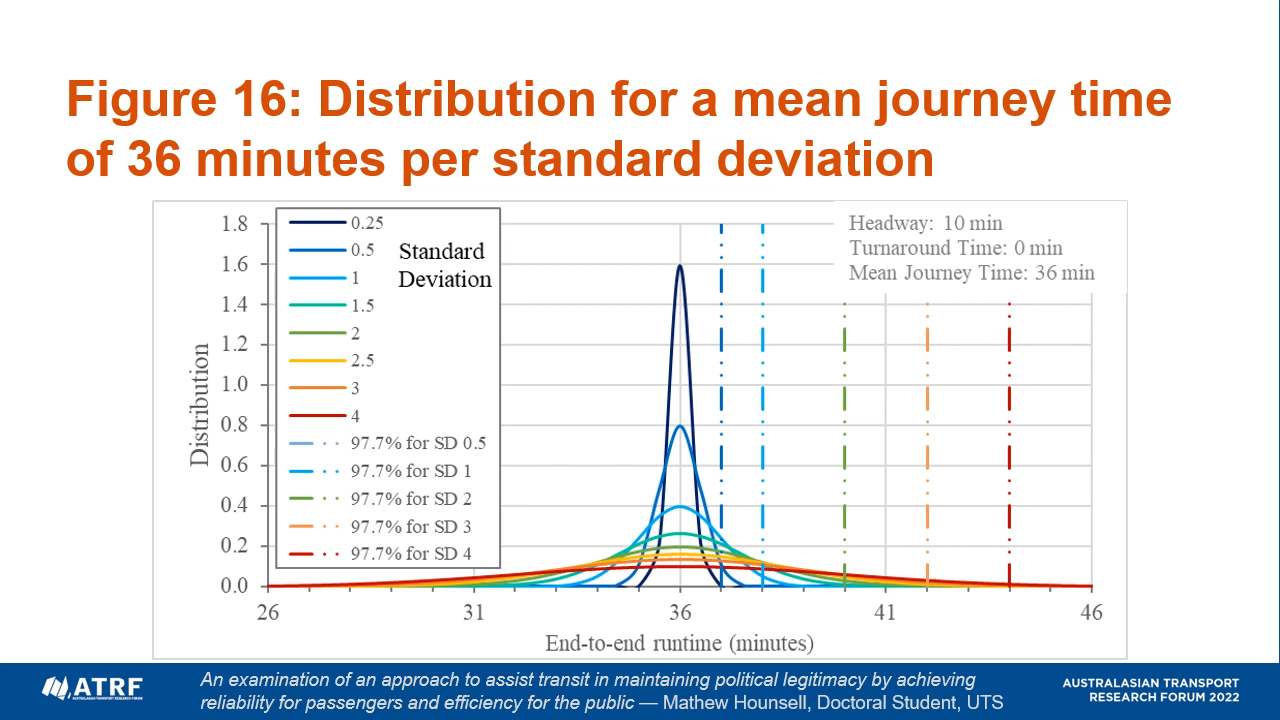 Figure 16: Distribution for a mean journey time
of 36 minutes per standard deviation
Distribution
1.8
1.6
1.4
1.2
1.0
0.8
0.6
0.4
0.2
0.0
0.25
0.5
1
1.5
2
2.5
3
4
Standard
Deviation
97.7% for SD 0.5
97.7% for SD 1
97.7% for SD 2
97.7% for SD 3
97.7% for SD 4
Headway: 10 min
Turnaround Time: 0 min
Mean Journey Time: 36 min
26 31 36 41 46
End-to-end runtime (minutes)
ATRF
AUSTRALASIAN TRANSPORT RESEARCH FORUM
An examination of an approach to assist transit in maintaining political legitimacy by achieving
reliability for passengers and efficiency for the public — Mathew Hounsell, Doctoral Student, UTS
AUSTRALASIAN TRANSPORT
RESEARCH FORUM 2022